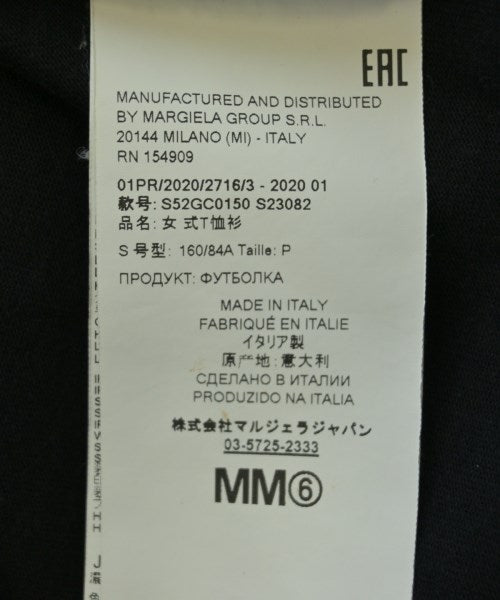 EAC
MANUFACTURED AND DISTRIBUTED
BY MARGIELA GROUP S.R.L.
20144 MILANO (MI) - ITALY
RN 154909
01PR/2020/2716/3 - 2020 01
款号: S52GC0150 S23082
品名: 女 式T恤衫
S 号型: 160/84A Taille: P
ПРОДУКТ: ФУТБОЛКА
MADE IN ITALY
FABRIQUÉ EN ITALIE
イタリア製
原产地:意大利
СДЕЛАНО В ИТАЛИИ
PRODUZIDO NA ITALIA
株式会社マルジェラジャパン
03-5725-2333
MM⑥